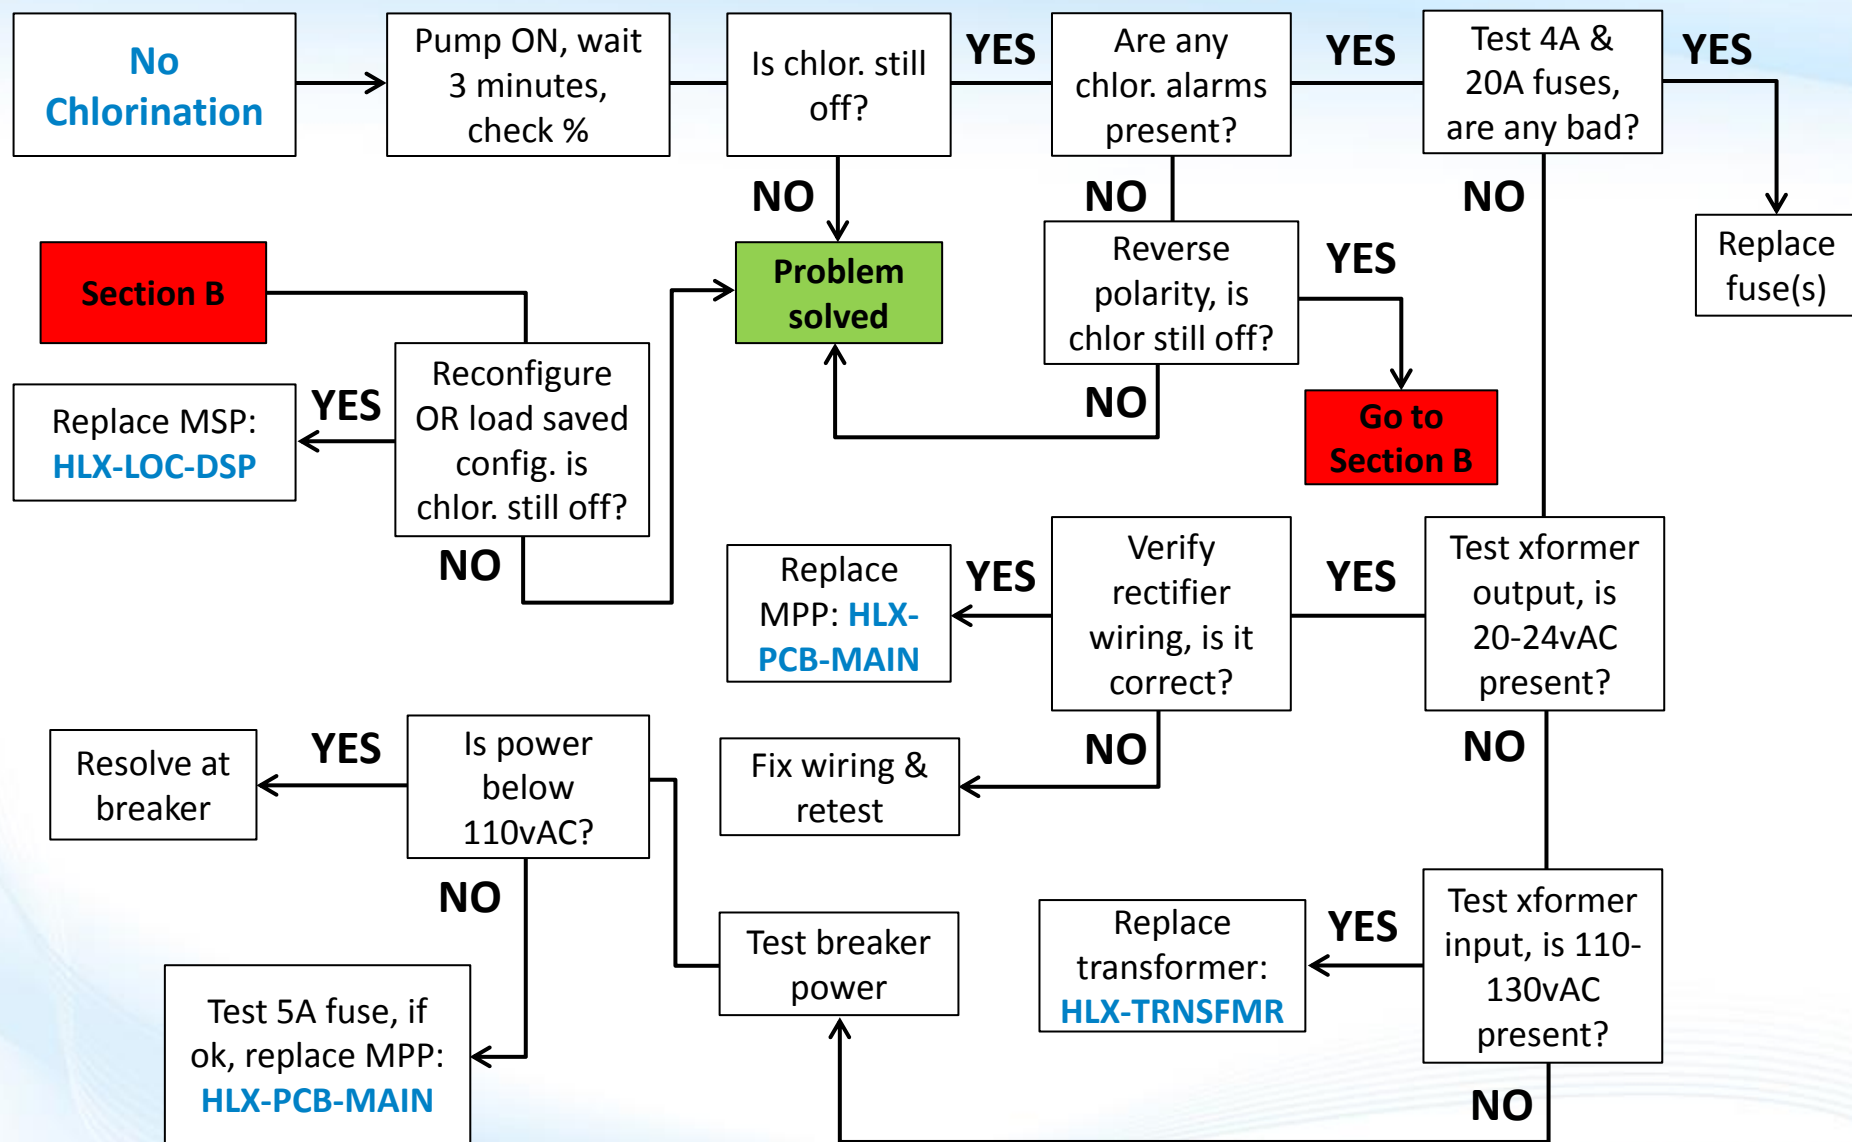 No
Chlorination
Pump ON, wait
3 minutes,
check %
Is chlor. still
off?
YES
Are any
chlor. alarms
present?
YES
Test 4A &
20A fuses,
are any bad?
YES
NO
NO
NO
Replace
fuse(s)
Section B
Problem
solved
Reverse
polarity, is
chlor still off?
YES
NO
Go to
Section B
Replace MSP:
HLX-LOC-DSP
YES
Reconfigure
OR load saved
config. is
chlor. still off?
NO
Replace
MPP: HLX-
PCB-MAIN
YES
Verify
rectifier
wiring, is it
correct?
YES
Test xformer
output, is
20-24vAC
present?
NO
NO
Fix wiring &
retest
Resolve at
breaker
YES
Is power
below
110vAC?
NO
Test breaker
power
Replace
transformer:
HLX-TRNSFMR
YES
Test xformer
input, is 110-
130vAC
present?
NO
Test 5A fuse, if
ok, replace MPP:
HLX-PCB-MAIN